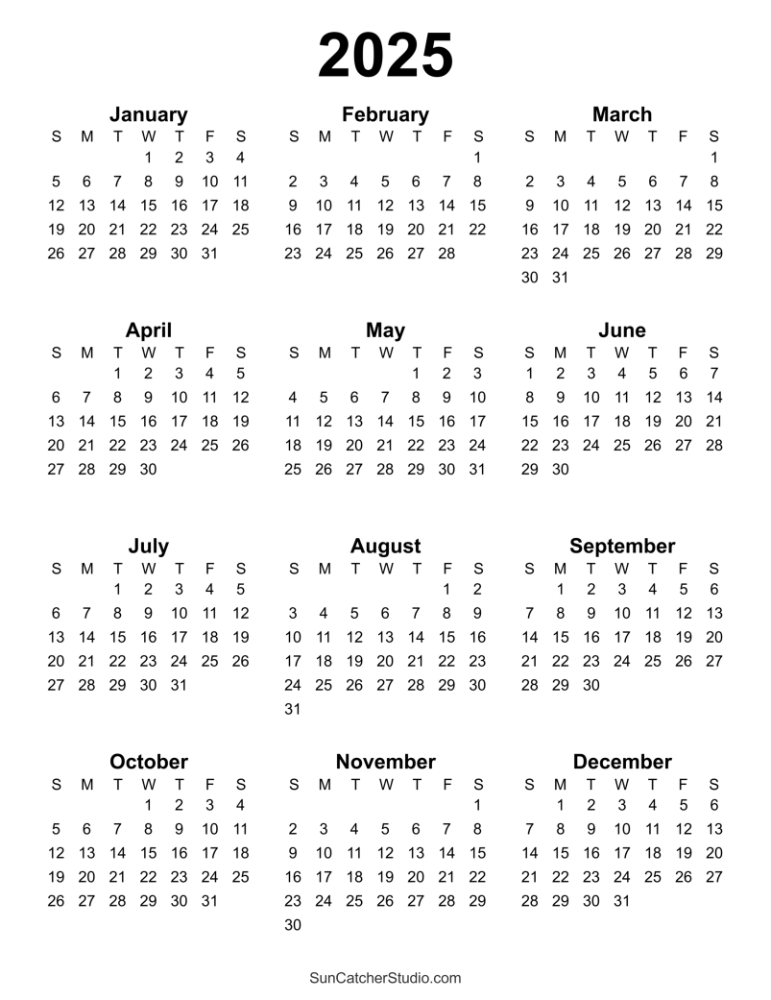 2025
January February March
S M T W T F S S M T W T F S S M T W T F S
1 2 3 4 1 1
5 6 7 8 9 10 11 2 3 4 5 6 7 8 2 3 4 5 6 7 8
12 13 14 15 16 17 18 9 10 11 12 13 14 15 9 10 11 12 13 14 15
19 20 21 22 23 24 25 16 17 18 19 20 21 22 16 17 18 19 20 21 22
26 27 28 29 30 31 23 24 25 26 27 28 23 24 25 26 27 28 29
30 31
April May June
S M T W T F S S M T W T F S S M T W T F S
1 2 3 4 5 1 2 3 1 2 3 4 5 6 7
6 7 8 9 10 11 12 4 5 6 7 8 9 10 8 9 10 11 12 13 14
13 14 15 16 17 18 19 11 12 13 14 15 16 17 15 16 17 18 19 20 21
20 21 22 23 24 25 26 18 19 20 21 22 23 24 22 23 24 25 26 27 28
27 28 29 30 25 26 27 28 29 30 31 29 30
July August September
S M T W T F S S M T W T F S S M T W T F S
1 2 3 4 5 1 2 1 2 3 4 5 6
6 7 8 9 10 11 12 3 4 5 6 7 8 9 7 8 9 10 11 12 13
13 14 15 16 17 18 19 10 11 12 13 14 15 16 14 15 16 17 18 19 20
20 21 22 23 24 25 26 17 18 19 20 21 22 23 21 22 23 24 25 26 27
27 28 29 30 31 24 25 26 27 28 29 30 28 29 30
31
October November December
S M T W T F S S M T W T F S S M T W T F S
1 2 3 4 1 1 2 3 4 5 6
5 6 7 8 9 10 11 2 3 4 5 6 7 8 7 8 9 10 11 12 13
12 13 14 15 16 17 18 9 10 11 12 13 14 15 14 15 16 17 18 19 20
19 20 21 22 23 24 25 16 17 18 19 20 21 22 21 22 23 24 25 26 27
26 27 28 29 30 31 23 24 25 26 27 28 29 28 29 30 31
30
SunCatcherStudio.com